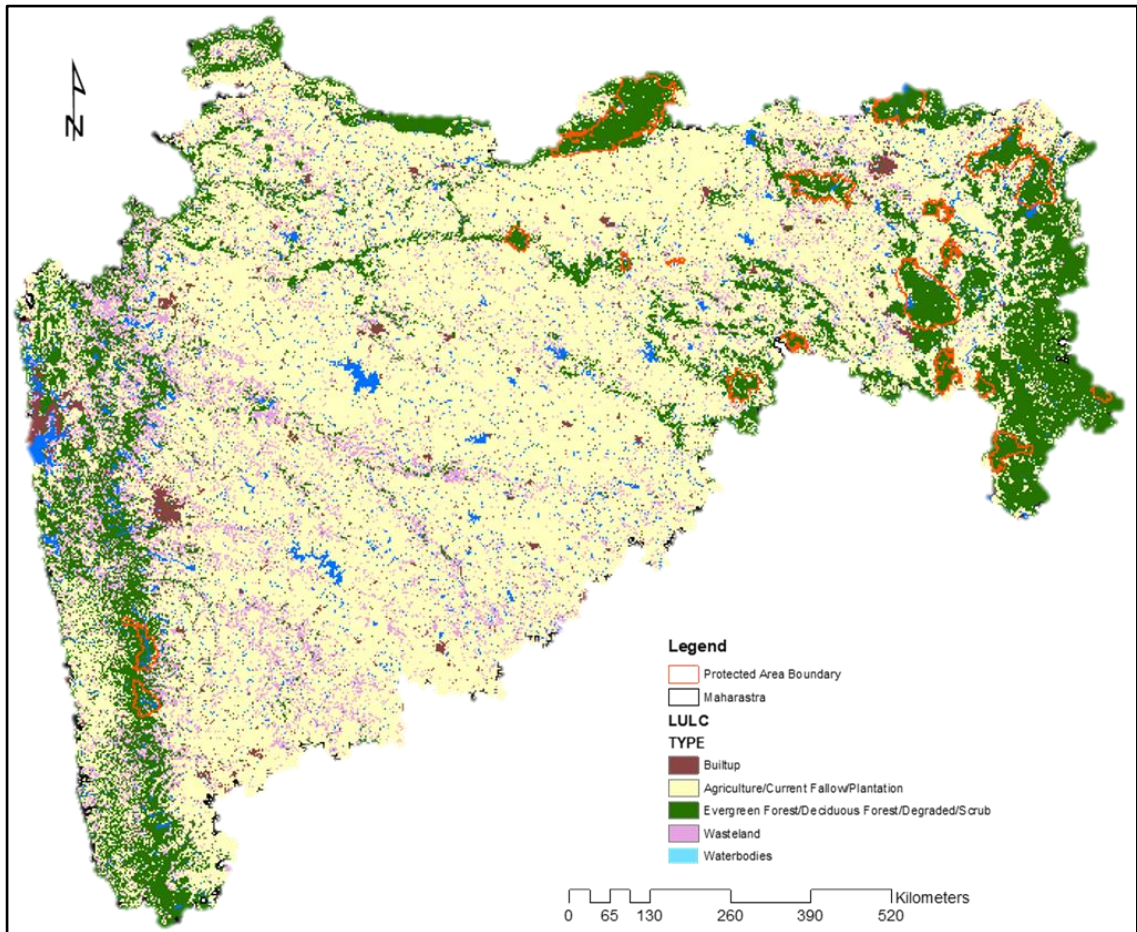 N
Legend
Protected Area Boundary
Maharastra
LULC
TYPE
Builtup
Agriculture/Current Fallow/Plantation
Evergreen Forest/Deciduous Forest/Degraded/Scrub
Wasteland
Waterbodies
Kilometers
0 65 130 260 390 520